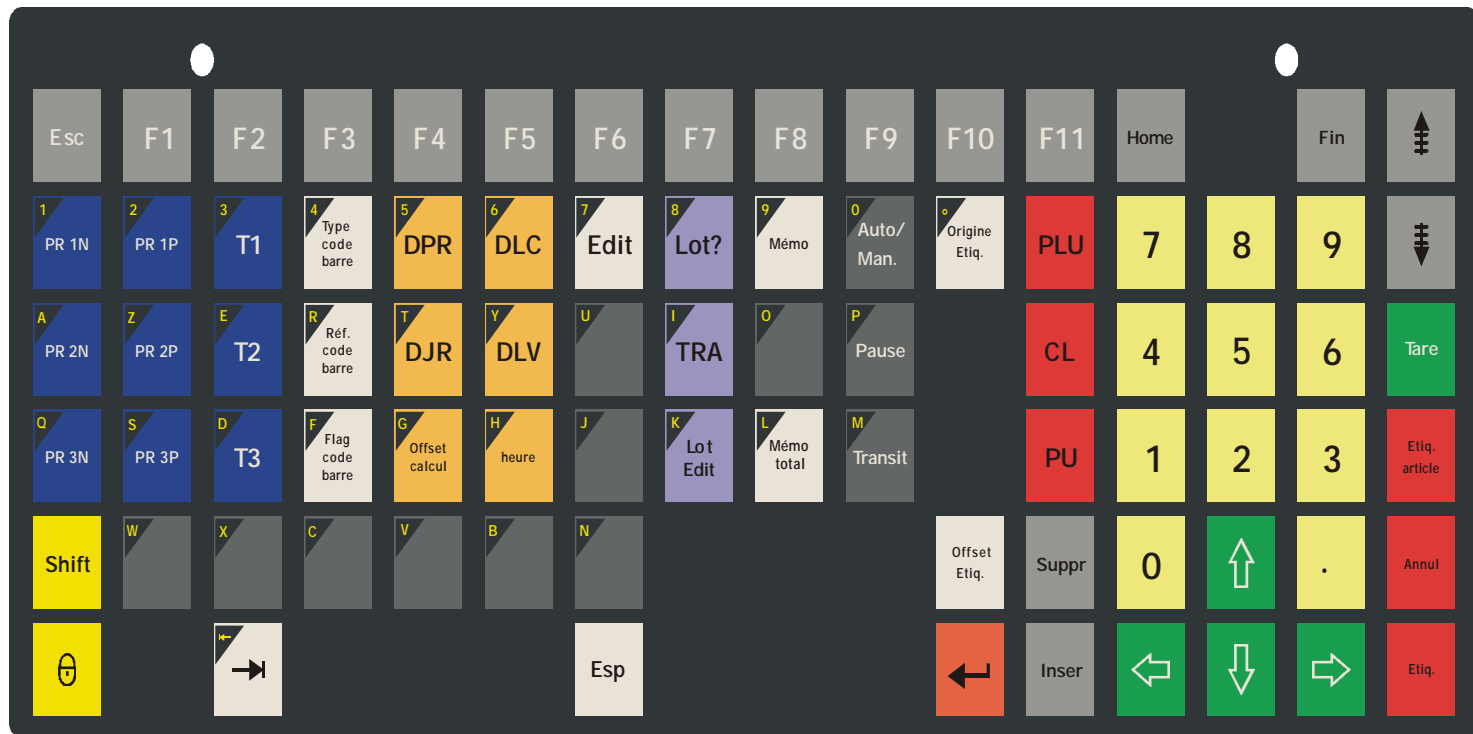 Esc F1 F2 F3 F4 F5 F6 F7 F8 F9 F10 F11 Home Fin
1 PR 1N
2 PR 1P
3 T1
4 Type
code
barre
5 DPR
6 DLC
7 Edit
8 Lot?
9 Mémo
0 Auto/
Man.
° Origine
Etiq.
PLU
7 8 9
A PR 2N
Z PR 2P
E T2
R Réf.
code
barre
T DJR
Y DLV
U
I TRA
O
P Pause
CL
4 5 6
Tare
Q PR 3N
S PR 3P
D T3
F Flag
code
barre
G Offset
calcul
H heure
J
K Lot
Edit
L Mémo
total
M Transit
PU
1 2 3
Etiq.
article
Shift
W
X
C
V
B
N
Offset
Etiq.
Suppr
0 .
Annul
Esp
Inser
Etiq.